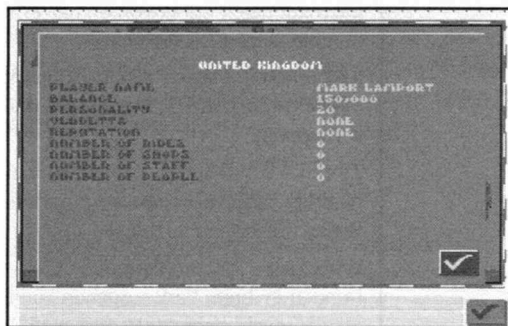 UNITED KINGDOM
PLAYER NAME MARK LAMPORT
BALANCE 150,000
PERSONALITY 20
VENDETTA NONE
REPUTATION NONE
NUMBER OF RIDES 0
NUMBER OF SHOPS 0
NUMBER OF STAFF 0
NUMBER OF PEOPLE 0